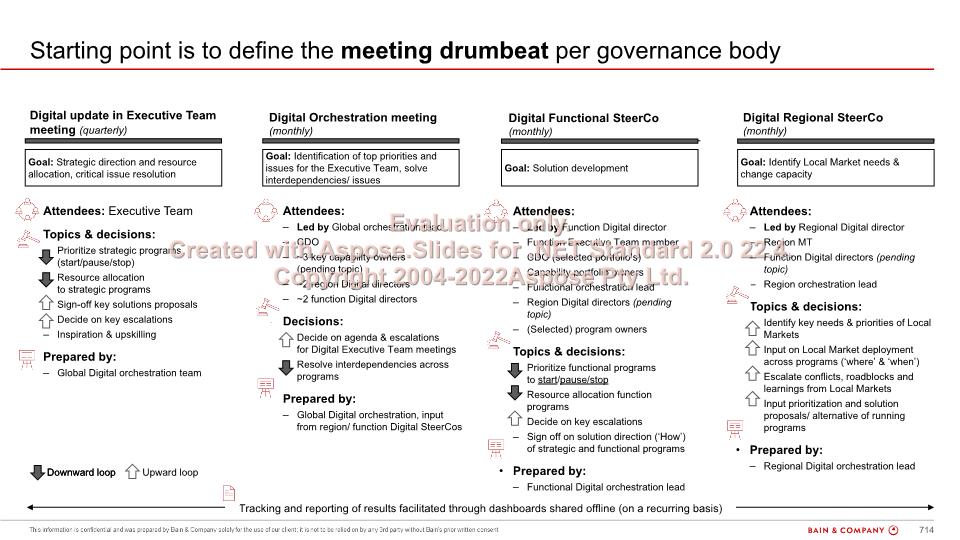 Starting point is to define the meeting drumbeat per governance body
Digital update in Executive Team
meeting (quarterly)
Goal: Strategic direction and resource
allocation, critical issue resolution
Attendees: Executive Team
Topics & decisions:
Prioritize strategic programs
(start/pause/stop)
Resource allocation
to strategic programs
Sign-off key solutions proposals
Decide on key escalations
– Inspiration & upskilling
Prepared by:
– Global Digital orchestration team
Digital Orchestration meeting
(monthly)
Goal: Identification of top priorities and
issues for the Executive Team, solve
interdependencies/ issues
Attendees:
– Led by Global orchestration lead
– CDO
– ~3 key capability owners
(pending topic)
– ~2 region Digital directors
– ~2 function Digital directors
Decisions:
Decide on agenda & escalations
for Digital Executive Team meetings
Resolve interdependencies across
programs
Prepared by:
– Global Digital orchestration, input
from region/ function Digital SteerCos
Digital Functional SteerCo
(monthly)
Goal: Solution development
Attendees:
– Led by Function Digital director
– Function Executive Team member
– CDO (selected portfolio's)
– Capability portfolio owners
– Functional orchestration lead
– Region Digital directors (pending
topic)
– (Selected) program owners
Topics & decisions:
Prioritize functional programs
to start/pause/stop
Resource allocation function
programs
Decide on key escalations
– Sign off on solution direction ('How')
of strategic and functional programs
• Prepared by:
– Functional Digital orchestration lead
Digital Regional SteerCo
(monthly)
Goal: Identify Local Market needs &
change capacity
Attendees:
– Led by Regional Digital director
– Region MT
– Function Digital directors (pending
topic)
– Region orchestration lead
Topics & decisions:
Identify key needs & priorities of Local
Markets
Input on Local Market deployment
across programs ('where' & 'when')
Escalate conflicts, roadblocks and
learnings from Local Markets
Input prioritization and solution
proposals/ alternative of running
programs
• Prepared by:
– Regional Digital orchestration lead
Evaluation only.
Created with Aspose.Slides for .NET Standard 2.0 22.4.
Copyright 2004-2022Aspose Pty Ltd.
Downward loop Upward loop
Tracking and reporting of results facilitated through dashboards shared offline (on a recurring basis)
This information is confidential and was prepared by Bain & Company solely for the use of our client; it is not to be relied on by any 3rd party without Bain's prior written consent
BAIN & COMPANY
714